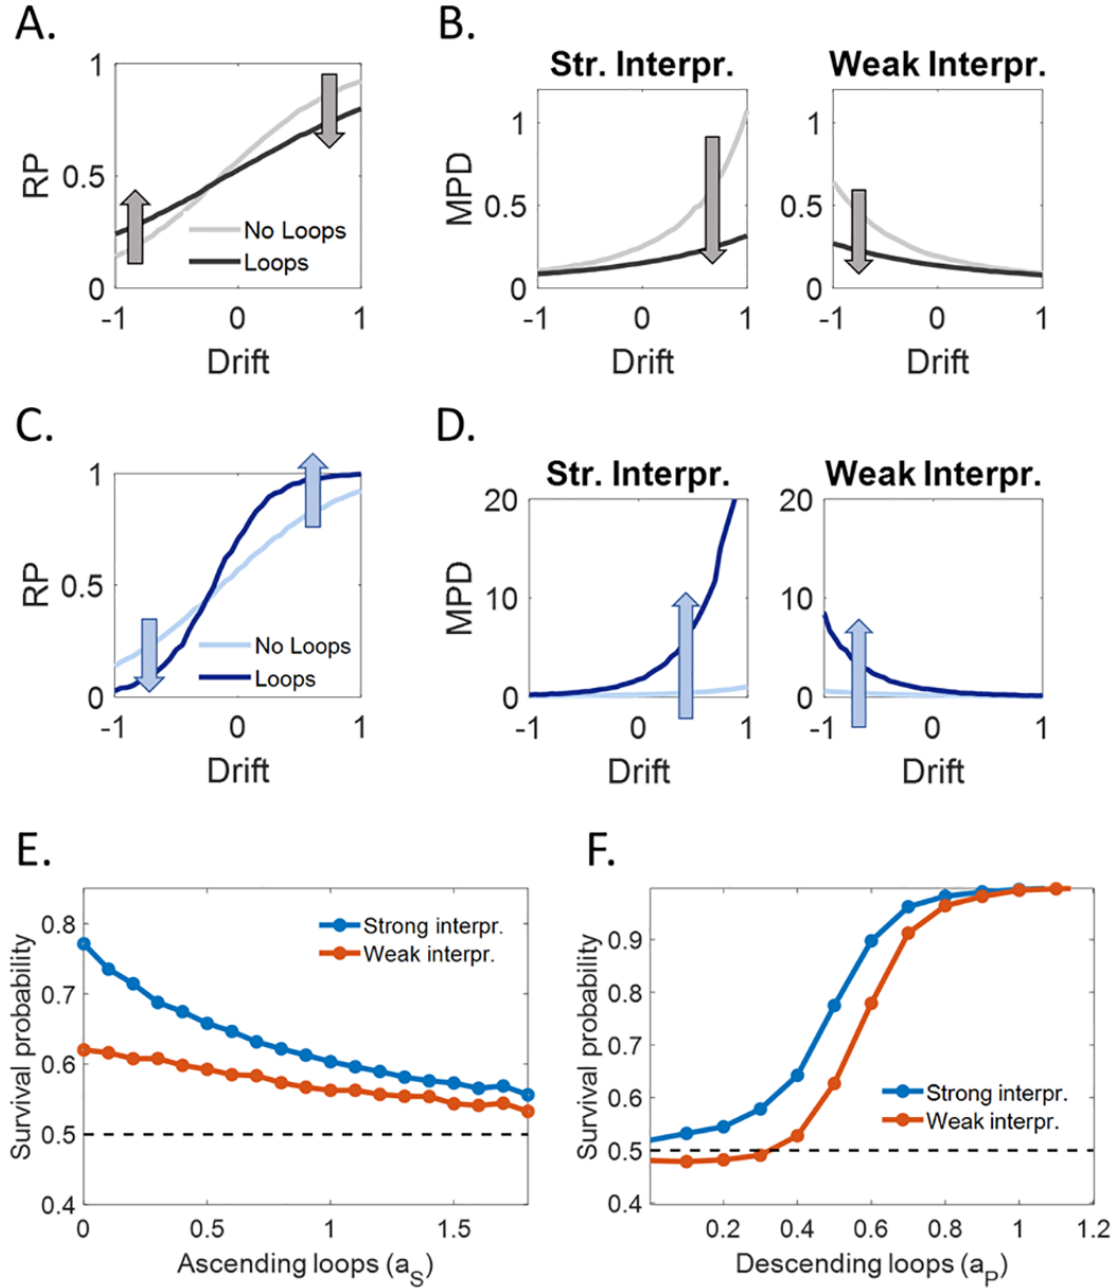 A.
RP
1
0.5
0
No Loops
Loops
-1 0 1
Drift
B.
Str. Interpr.
MPD
1
0.5
0
-1 0 1
Drift
Weak Interpr.
1
0.5
0
-1 0 1
Drift
C.
RP
1
0.5
0
No Loops
Loops
-1 0 1
Drift
D.
Str. Interpr.
MPD
20
10
0
-1 0 1
Drift
Weak Interpr.
20
10
0
-1 0 1
Drift
E.
Survival probability
0.8
0.7
0.6
0.5
0.4
Strong interpr.
Weak interpr.
0 0.5 1 1.5
Ascending loops (a_S)
F.
Survival probability
0.9
0.8
0.7
0.6
0.5
0.4
Strong interpr.
Weak interpr.
0.2 0.4 0.6 0.8 1 1.2
Descending loops (a_P)